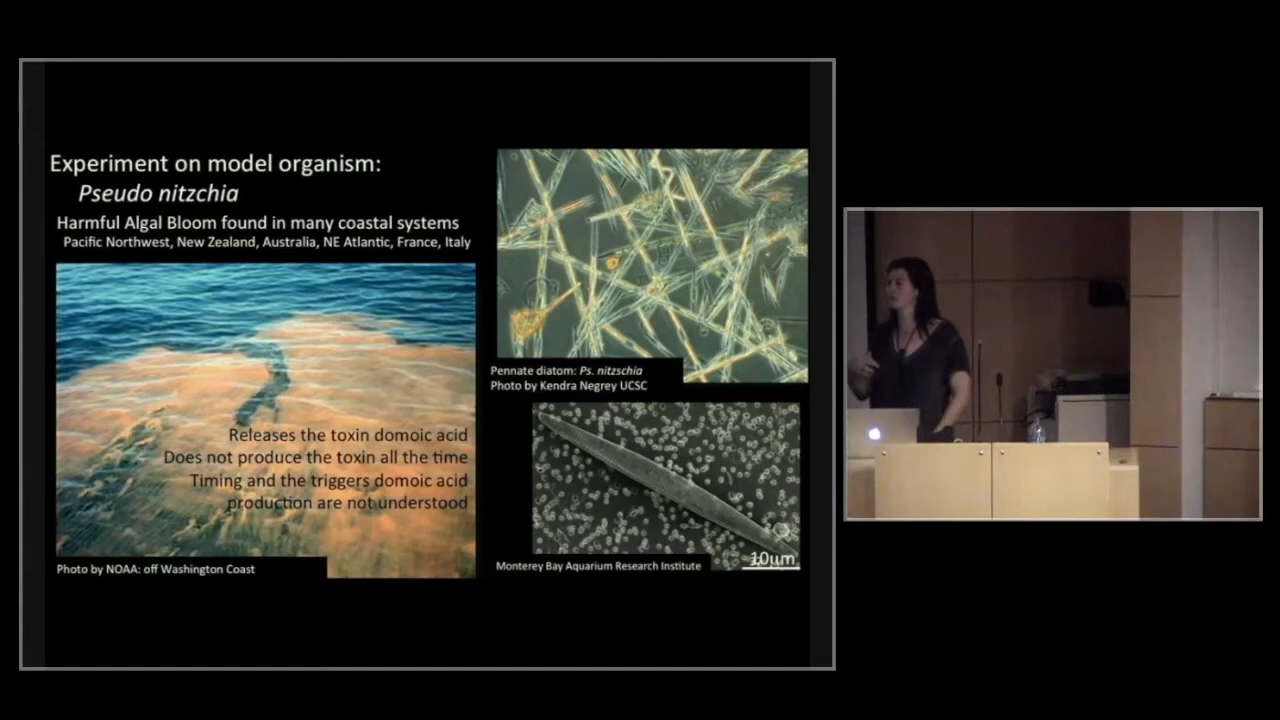 Experiment on model organism:
Pseudo nitzchia
Harmful Algal Bloom found in many coastal systems
Pacific Northwest, New Zealand, Australia, NE Atlantic, France, Italy
Releases the toxin domoic acid
Does not produce the toxin all the time
Timing and the triggers domoic acid
production are not understood
Photo by NOAA: off Washington Coast
Pennate diatom: Ps. nitzschia
Photo by Kendra Negrey UCSC
10µm
Monterey Bay Aquarium Research Institute